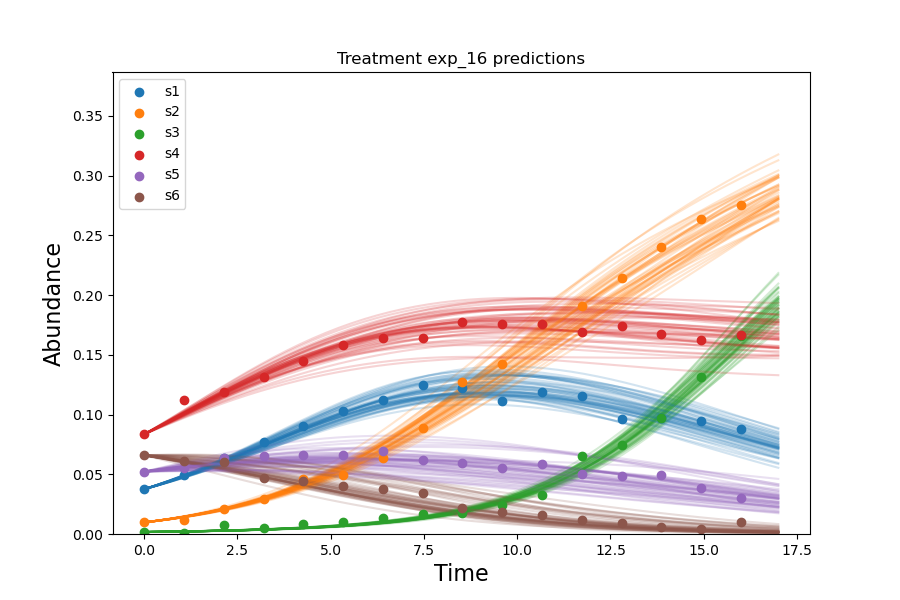 Treatment exp_16 predictions
s1
s2
s3
s4
s5
s6
Abundance
0.35
0.30
0.25
0.20
0.15
0.10
0.05
0.00
0.0 2.5 5.0 7.5 10.0 12.5 15.0 17.5
Time